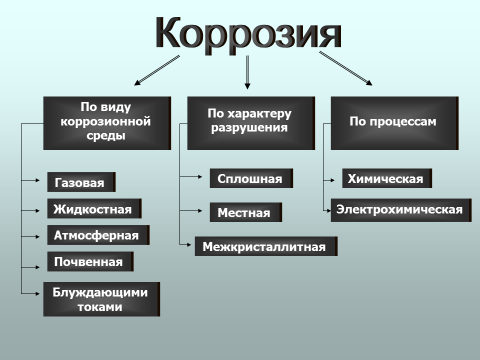 Коррозия
По виду
коррозионной
среды
Газовая
Жидкостная
Атмосферная
Почвенная
Блуждающими
токами
По характеру
разрушения
Сплошная
Местная
Межкристаллитная
По процессам
Химическая
Электрохимическая